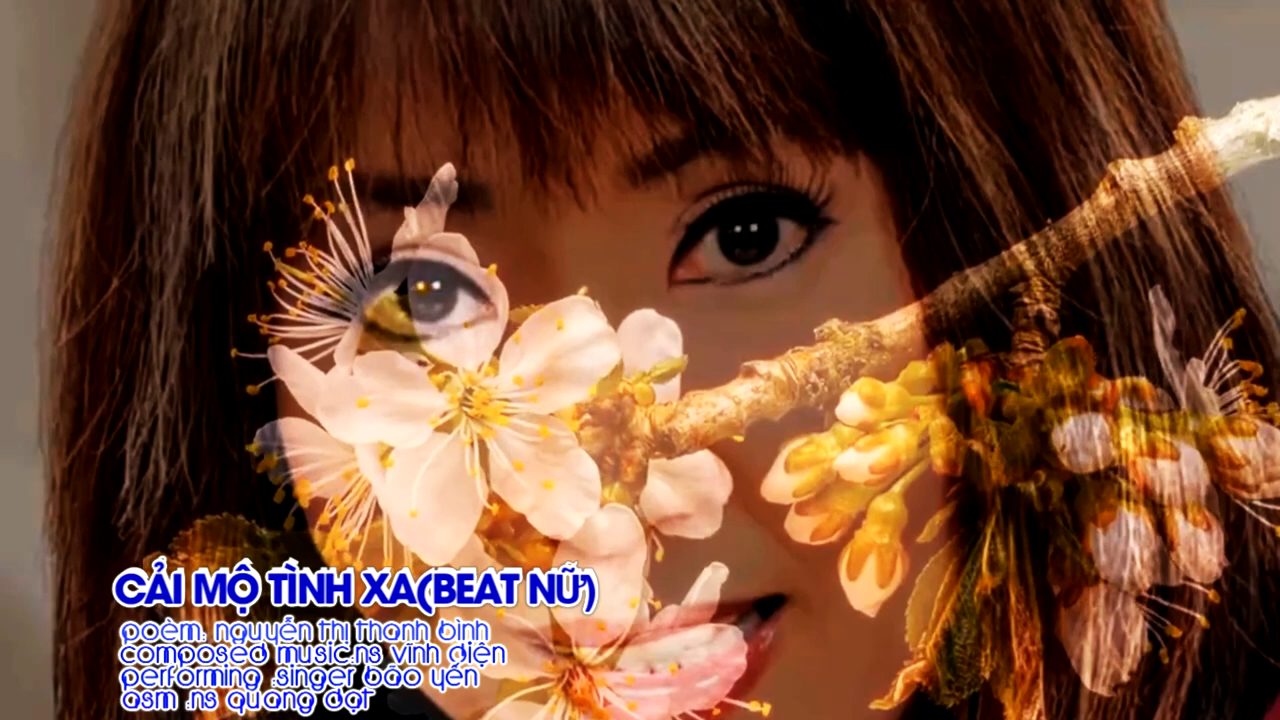 CẢI MỘ TÌNH XA(BEAT NỮ)
poèm: nguyễn thị thanh bình
composed music:ns vĩnh điện
performing :singer bảo yến
asm :ns quang đạt